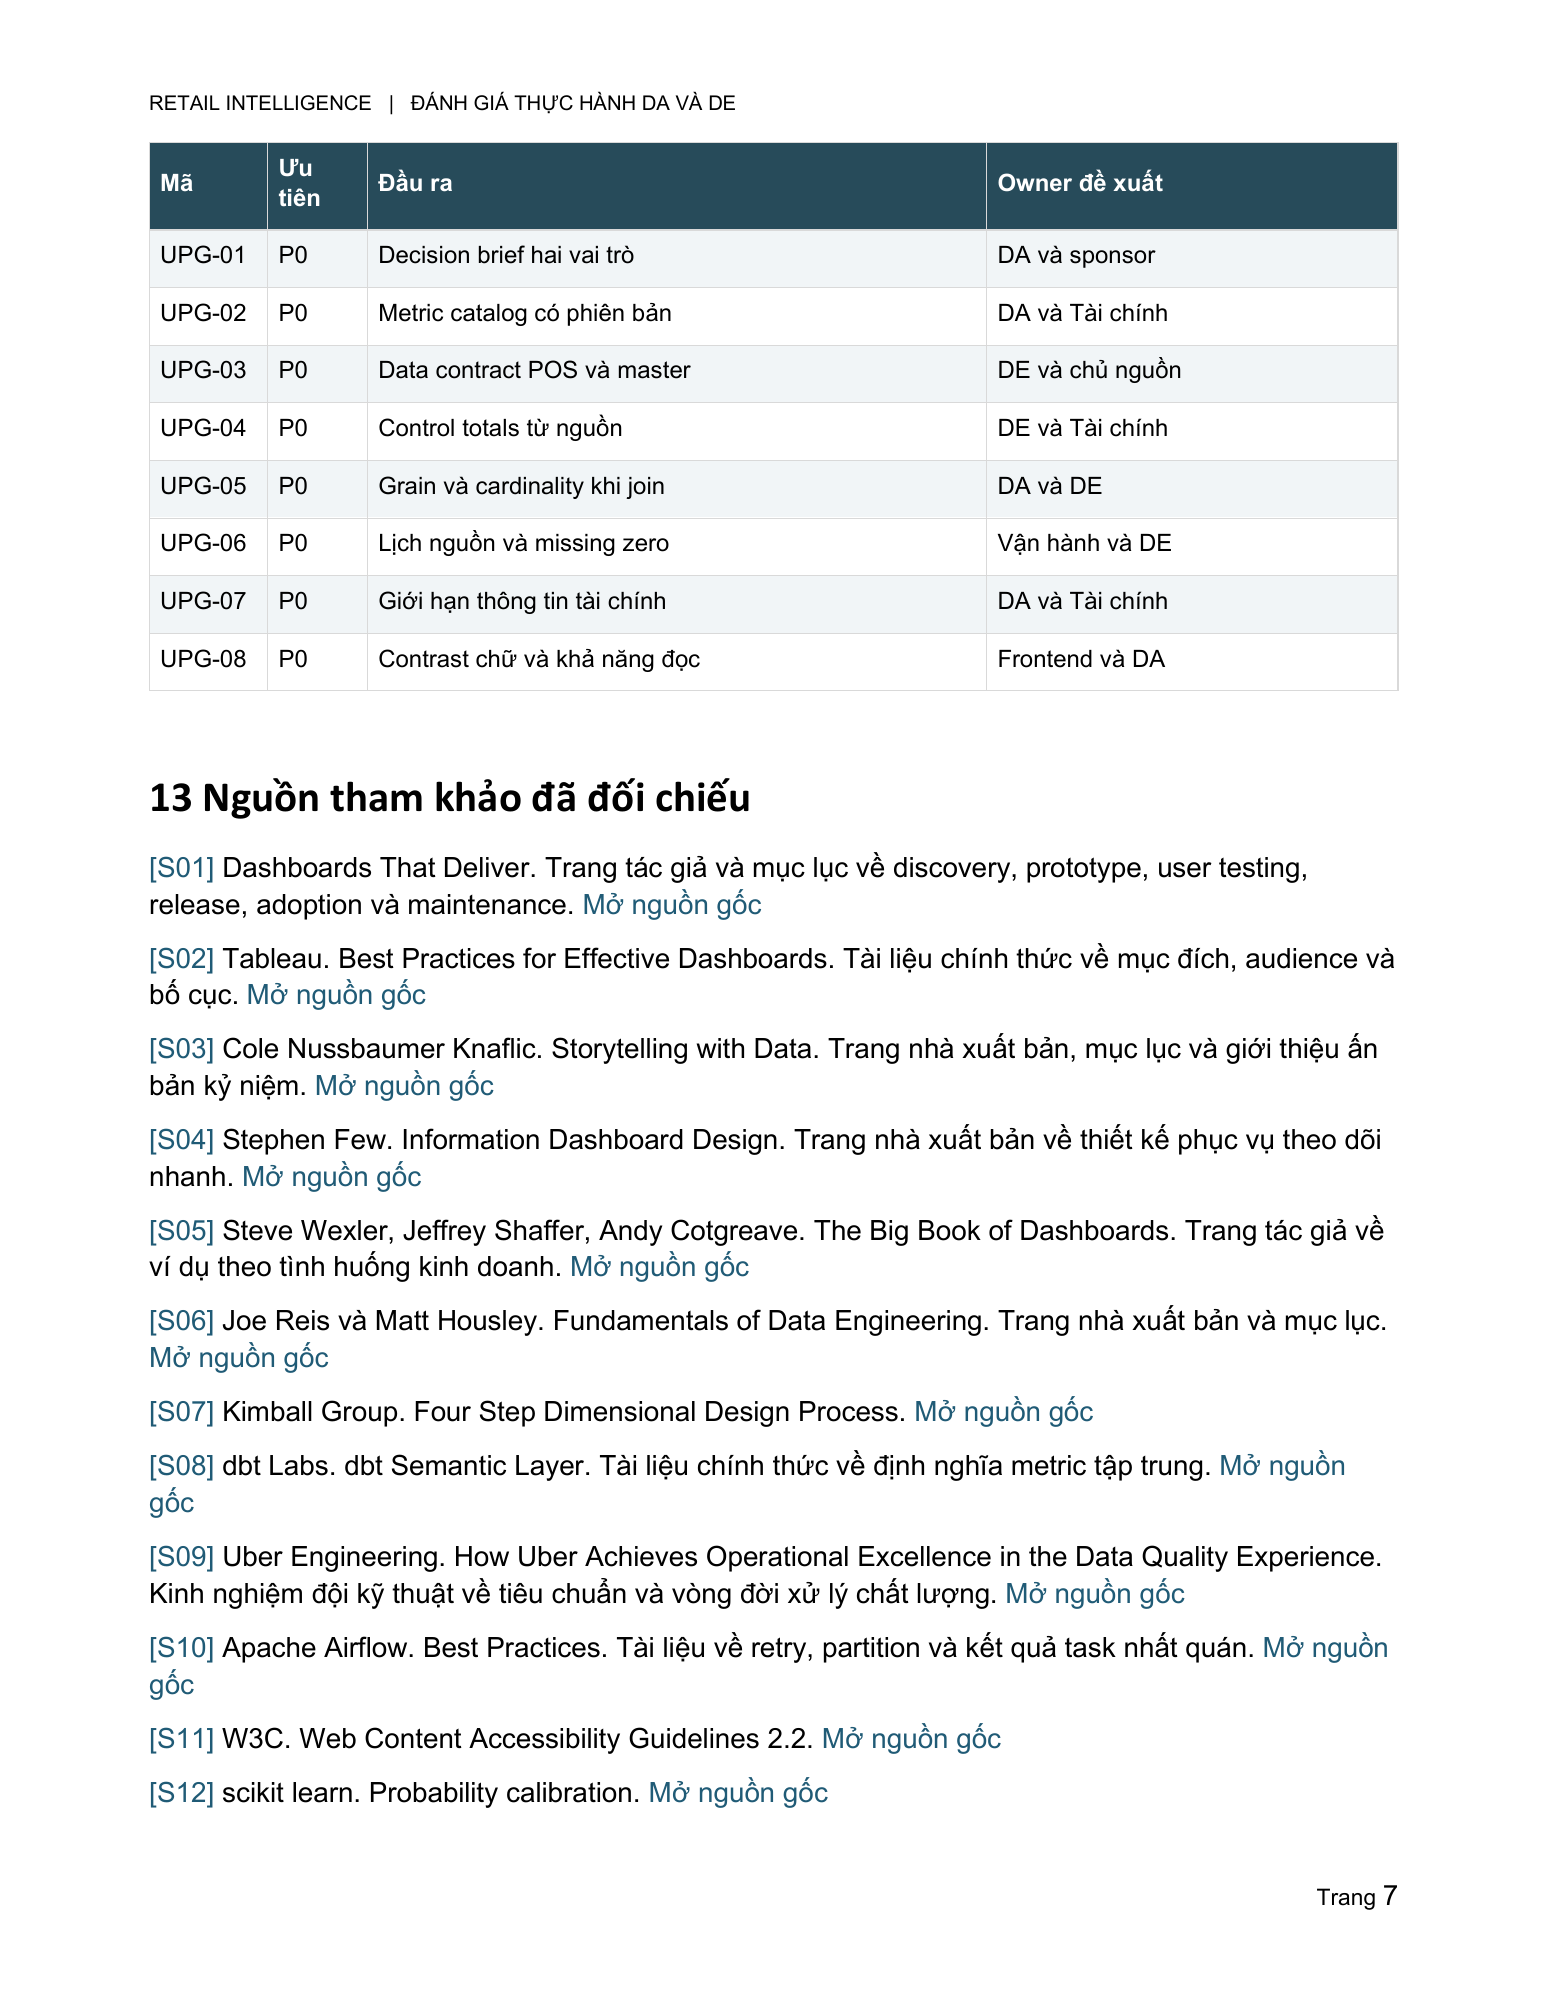 RETAIL INTELLIGENCE | ĐÁNH GIÁ THỰC HÀNH DA VÀ DE
Mã Ưu tiên Đầu ra Owner đề xuất
UPG-01 P0 Decision brief hai vai trò DA và sponsor
UPG-02 P0 Metric catalog có phiên bản DA và Tài chính
UPG-03 P0 Data contract POS và master DE và chủ nguồn
UPG-04 P0 Control totals từ nguồn DE và Tài chính
UPG-05 P0 Grain và cardinality khi join DA và DE
UPG-06 P0 Lịch nguồn và missing zero Vận hành và DE
UPG-07 P0 Giới hạn thông tin tài chính DA và Tài chính
UPG-08 P0 Contrast chữ và khả năng đọc Frontend và DA
13 Nguồn tham khảo đã đối chiếu
[S01] Dashboards That Deliver. Trang tác giả và mục lục về discovery, prototype, user testing,
release, adoption và maintenance. Mở nguồn gốc
[S02] Tableau. Best Practices for Effective Dashboards. Tài liệu chính thức về mục đích, audience và
bố cục. Mở nguồn gốc
[S03] Cole Nussbaumer Knaflic. Storytelling with Data. Trang nhà xuất bản, mục lục và giới thiệu ấn
bản kỷ niệm. Mở nguồn gốc
[S04] Stephen Few. Information Dashboard Design. Trang nhà xuất bản về thiết kế phục vụ theo dõi
nhanh. Mở nguồn gốc
[S05] Steve Wexler, Jeffrey Shaffer, Andy Cotgreave. The Big Book of Dashboards. Trang tác giả về
ví dụ theo tình huống kinh doanh. Mở nguồn gốc
[S06] Joe Reis và Matt Housley. Fundamentals of Data Engineering. Trang nhà xuất bản và mục lục.
Mở nguồn gốc
[S07] Kimball Group. Four Step Dimensional Design Process. Mở nguồn gốc
[S08] dbt Labs. dbt Semantic Layer. Tài liệu chính thức về định nghĩa metric tập trung. Mở nguồn
gốc
[S09] Uber Engineering. How Uber Achieves Operational Excellence in the Data Quality Experience.
Kinh nghiệm đội kỹ thuật về tiêu chuẩn và vòng đời xử lý chất lượng. Mở nguồn gốc
[S10] Apache Airflow. Best Practices. Tài liệu về retry, partition và kết quả task nhất quán. Mở nguồn
gốc
[S11] W3C. Web Content Accessibility Guidelines 2.2. Mở nguồn gốc
[S12] scikit learn. Probability calibration. Mở nguồn gốc
Trang 7